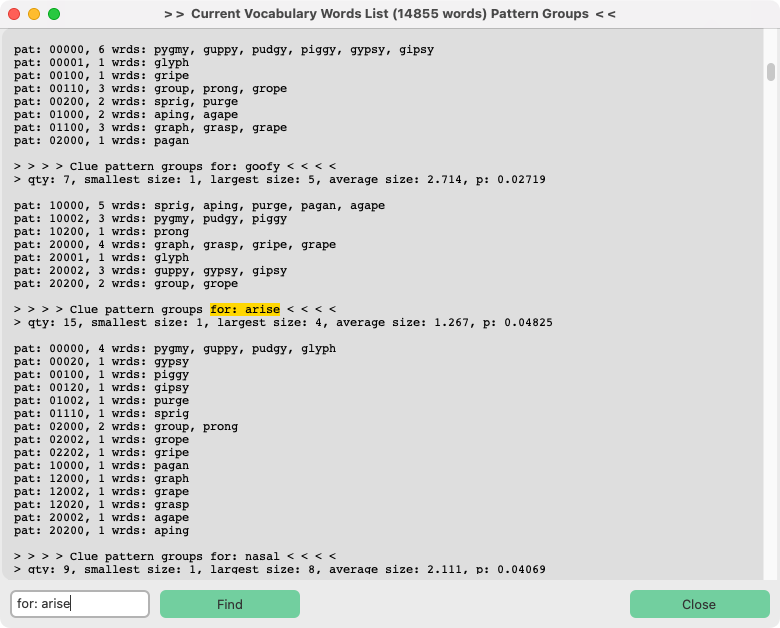 >> Current Vocabulary Words List (14855 words) Pattern Groups <<
pat: 00000, 6 wrds: pygmy, guppy, pudgy, piggy, gypsy, gipsy
pat: 00001, 1 wrds: glyph
pat: 00100, 1 wrds: gripe
pat: 00110, 3 wrds: group, prong, grope
pat: 00200, 2 wrds: sprig, purge
pat: 01000, 2 wrds: aping, agape
pat: 01100, 3 wrds: graph, grasp, grape
pat: 02000, 1 wrds: pagan
> > > > Clue pattern groups for: goofy < < < <
> qty: 7, smallest size: 1, largest size: 5, average size: 2.714, p: 0.02719
pat: 10000, 5 wrds: sprig, aping, purge, pagan, agape
pat: 10002, 3 wrds: pygmy, pudgy, piggy
pat: 10200, 1 wrds: prong
pat: 20000, 4 wrds: graph, grasp, gripe, grape
pat: 20001, 1 wrds: glyph
pat: 20002, 3 wrds: guppy, gypsy, gipsy
pat: 20200, 2 wrds: group, grope
> > > > Clue pattern groups for: arise < < < <
> qty: 15, smallest size: 1, largest size: 4, average size: 1.267, p: 0.04825
pat: 00000, 4 wrds: pygmy, guppy, pudgy, glyph
pat: 00020, 1 wrds: gypsy
pat: 00100, 1 wrds: piggy
pat: 00120, 1 wrds: gipsy
pat: 01002, 1 wrds: purge
pat: 01110, 1 wrds: sprig
pat: 02000, 2 wrds: group, prong
pat: 02002, 1 wrds: grope
pat: 02202, 1 wrds: gripe
pat: 10000, 1 wrds: pagan
pat: 12000, 1 wrds: graph
pat: 12002, 1 wrds: grape
pat: 12020, 1 wrds: grasp
pat: 20002, 1 wrds: agape
pat: 20200, 1 wrds: aping
> > > > Clue pattern groups for: nasal < < < <
> qty: 9, smallest size: 1, largest size: 8, average size: 2.111, p: 0.04069
for: arise
Find
Close